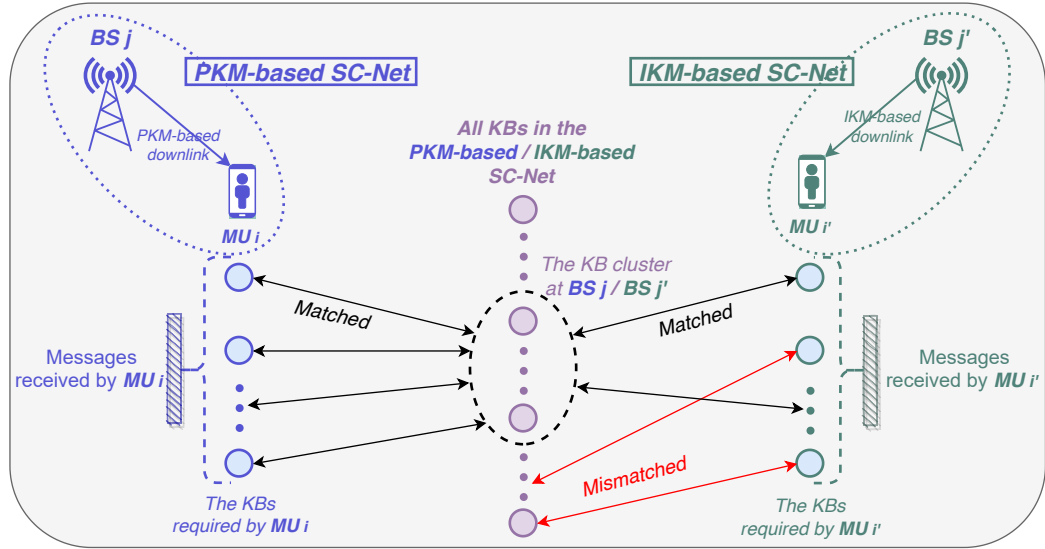 BS j
PKM-based SC-Net
PKM-based
downlink
MU i
IKM-based SC-Net
BS j'
IKM-based
downlink
MU i'
All KBs in the
PKM-based / IKM-based
SC-Net
The KB cluster
at BS j / BS j'
Matched
Matched
Mismatched
Messages
received by MU i
Messages
received by MU i'
The KBs
required by MU i
The KBs
required by MU i'